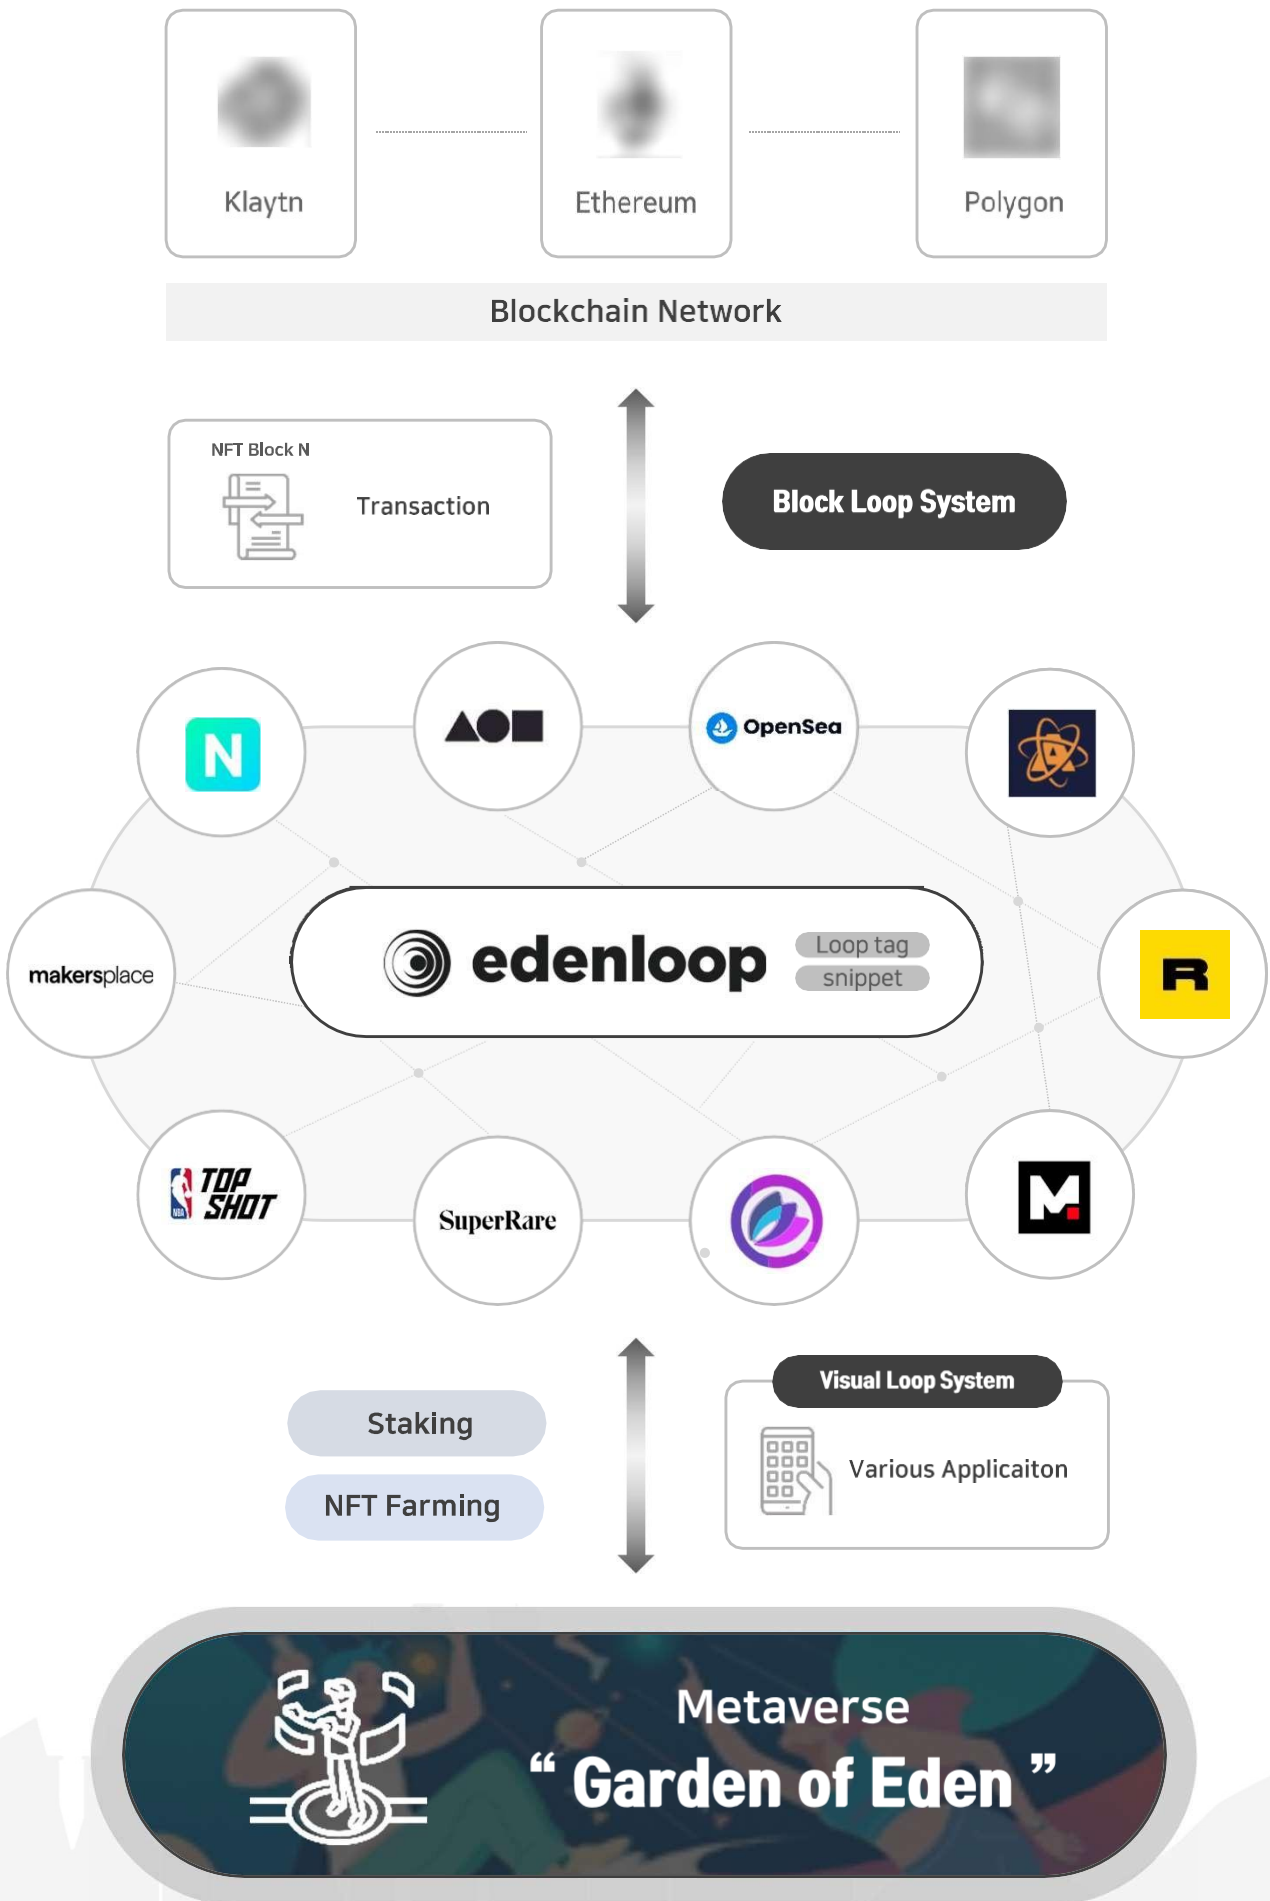 Klaytn
Ethereum
Polygon
Blockchain Network
NFT Block N
Transaction
Block Loop System
N
OpenSea
makersplace
edenloop
Loop tag
snippet
R
NBA
TOP
SHOT
SuperRare
M
Visual Loop System
Staking
Various Applicaiton
NFT Farming
Metaverse
“ Garden of Eden ”